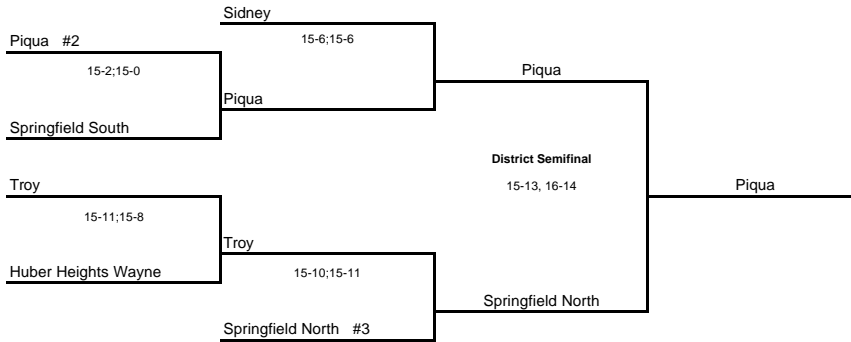 Sidney
15-6;15-6
Piqua #2
15-2;15-0
Piqua
Piqua
Springfield South
District Semifinal
15-13, 16-14
Piqua
Troy
15-11;15-8
Troy
Huber Heights Wayne
15-10;15-11
Springfield North
Springfield North #3